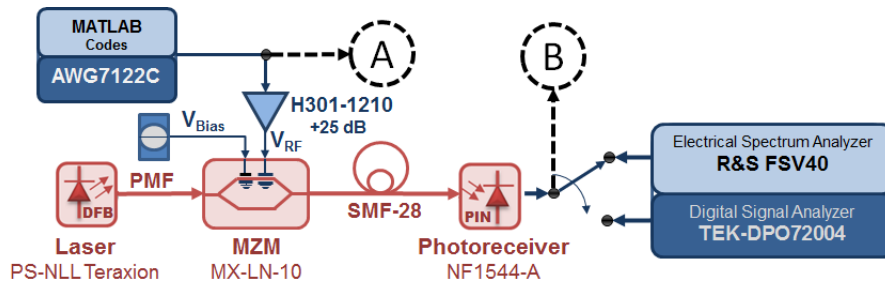 MATLAB
Codes
AWG7122C
A
B
H301-1210
+25 dB
V_Bias
V_RF
PMF
DFB
SMF-28
PIN
Laser
PS-NLL Teraxion
MZM
MX-LN-10
Photoreceiver
NF1544-A
Electrical Spectrum Analyzer
R&S FSV40
Digital Signal Analyzer
TEK-DPO72004